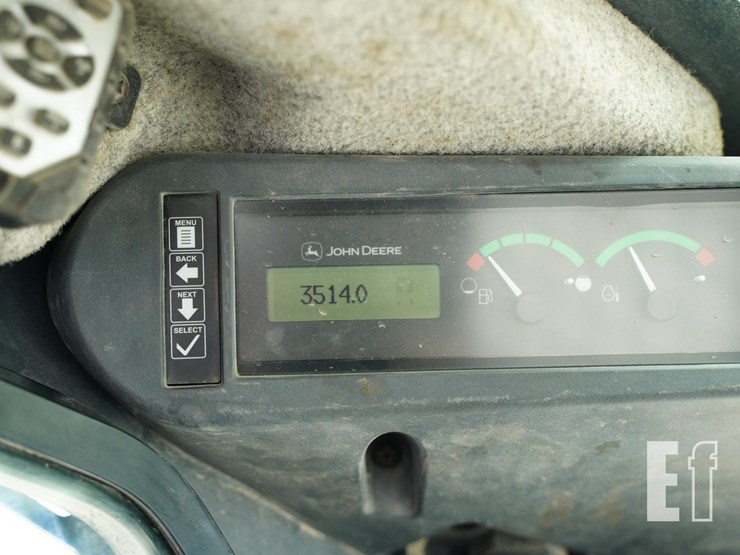 MENU
BACK
NEXT
SELECT
JOHN DEERE
3514.0
Ef